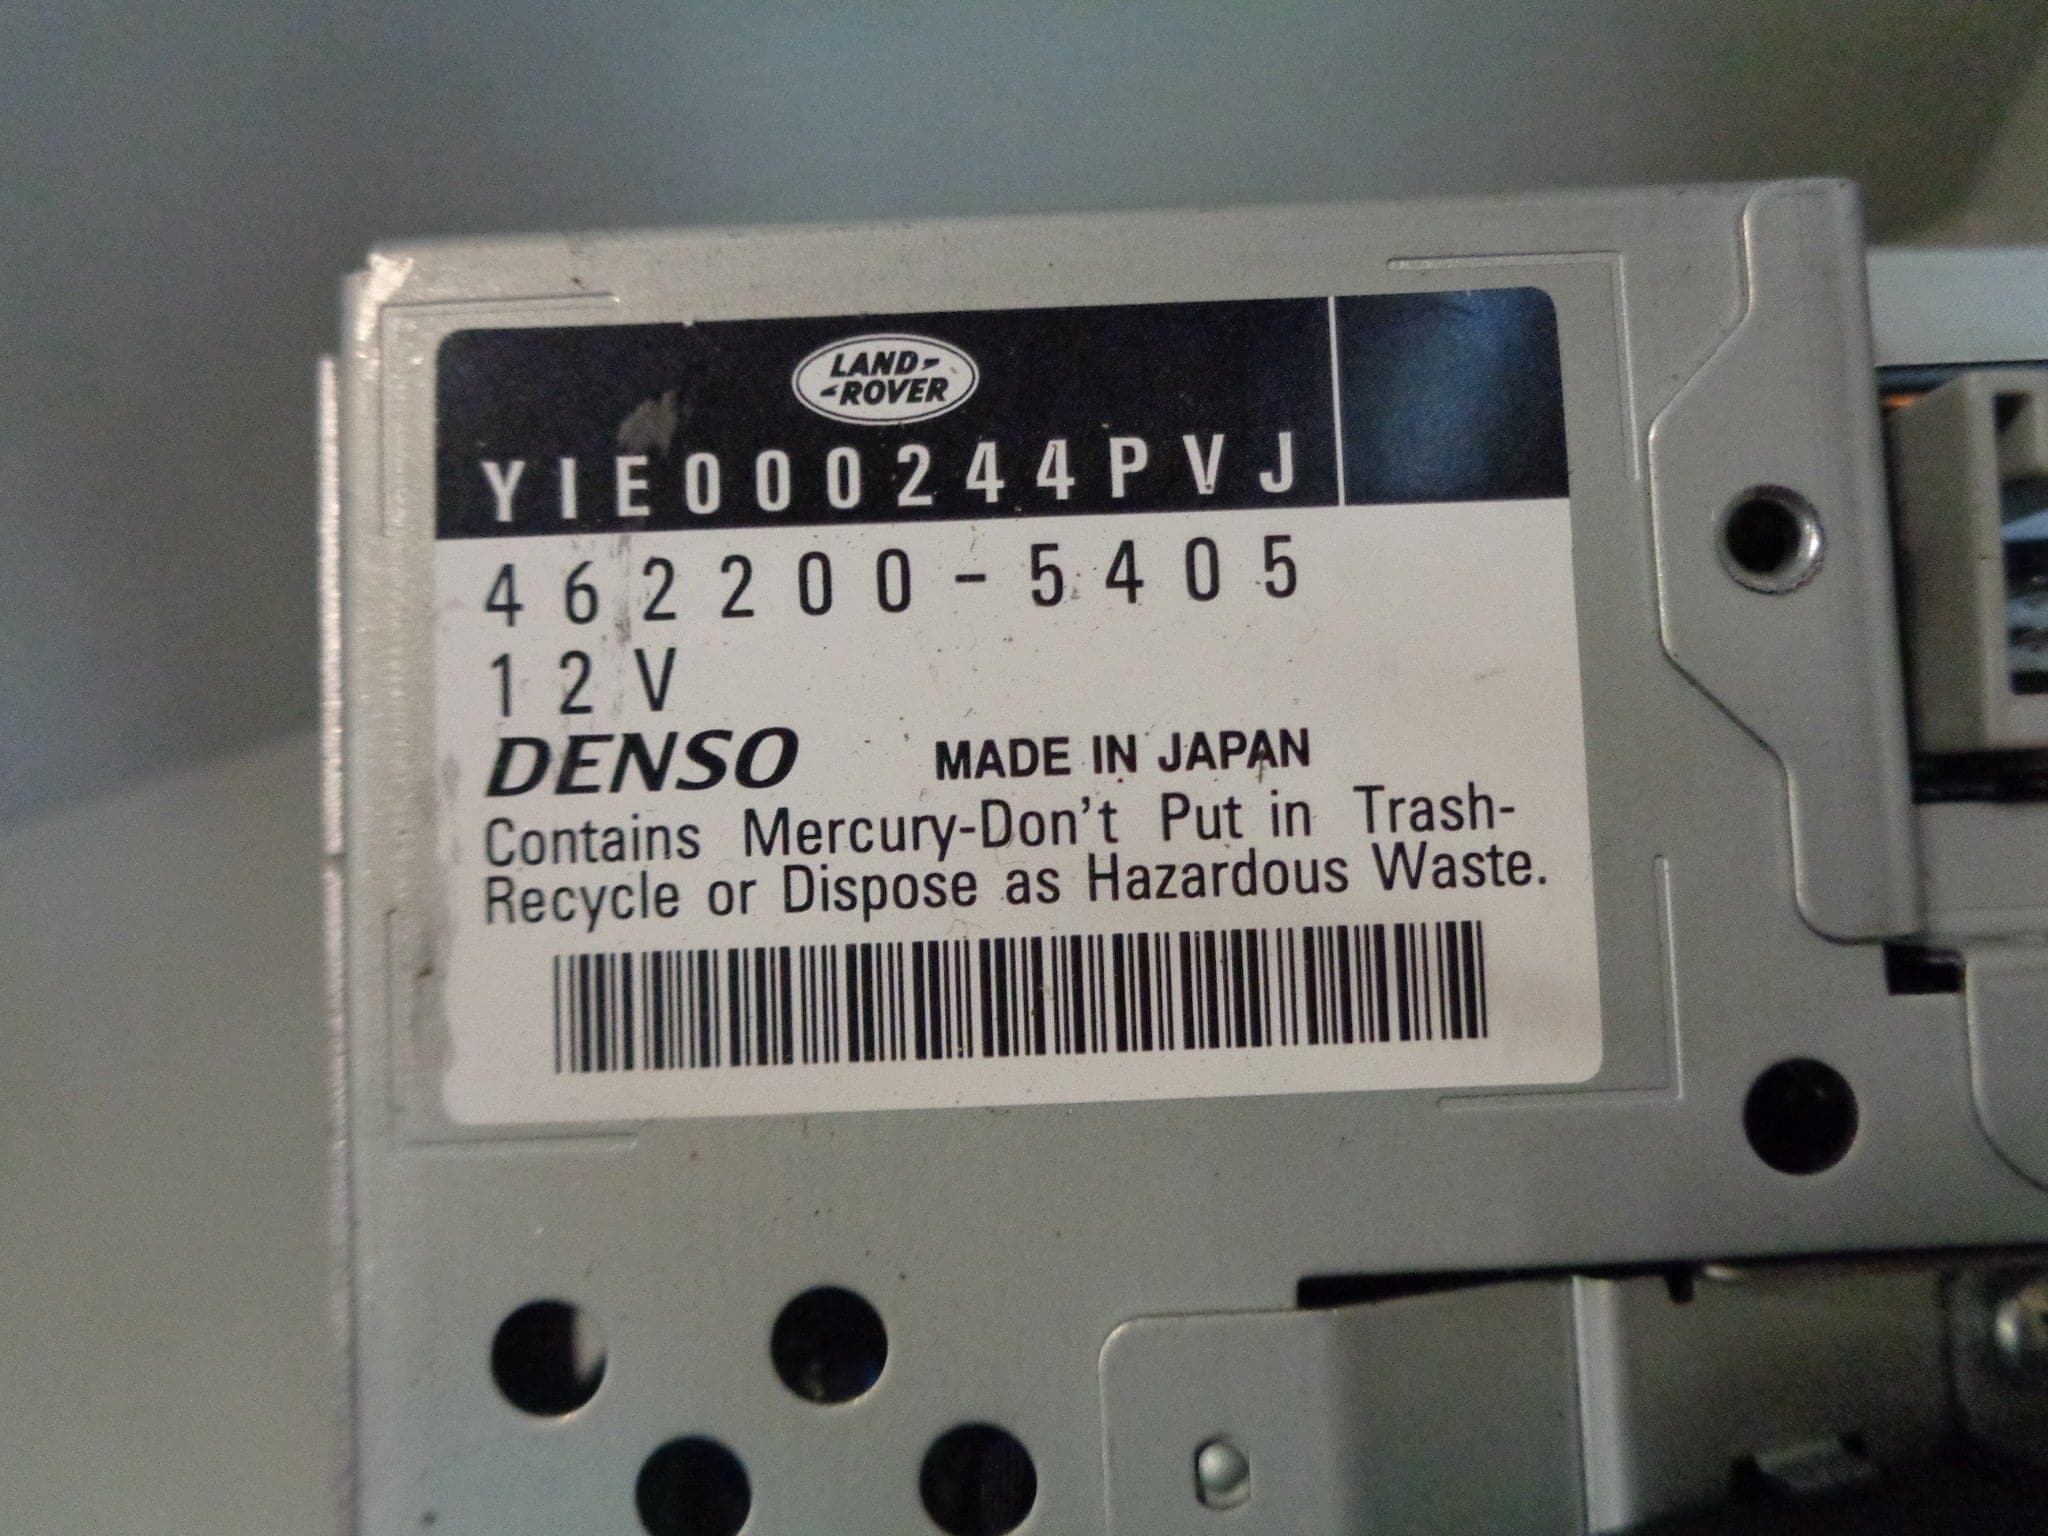 LAND-
-ROVER
YIE000244PVJ
462200-5405
12V
DENSO MADE IN JAPAN
Contains Mercury-Don't Put in Trash-
Recycle or Dispose as Hazardous Waste.